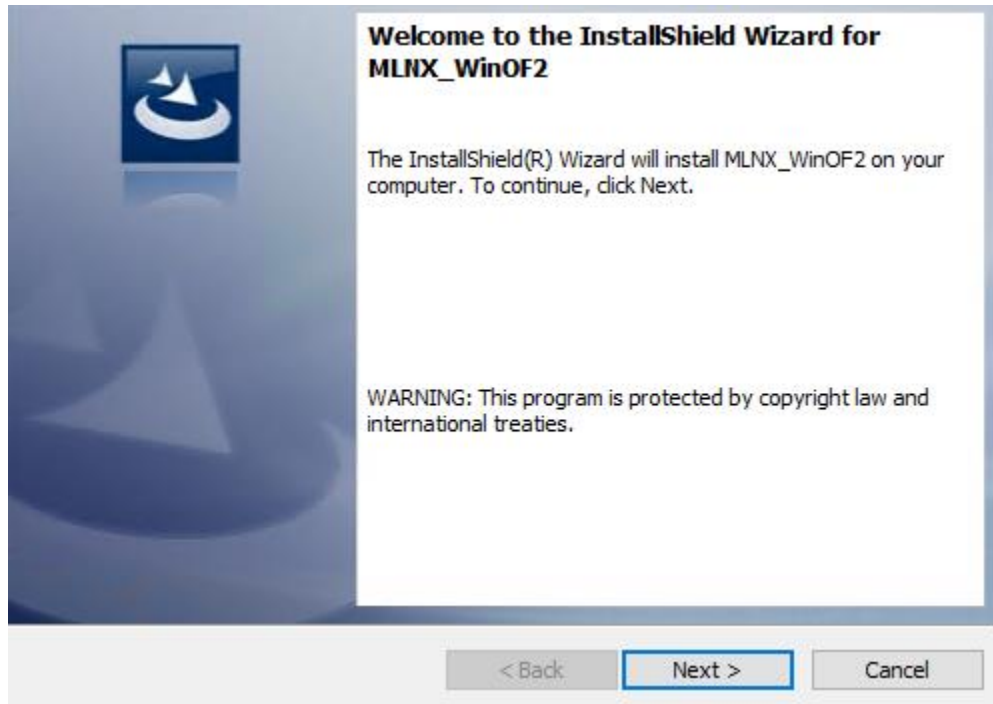 Welcome to the InstallShield Wizard for
MLNX_WinOF2
The InstallShield(R) Wizard will install MLNX_WinOF2 on your
computer. To continue, click Next.
WARNING: This program is protected by copyright law and
international treaties.
< Back
Next >
Cancel